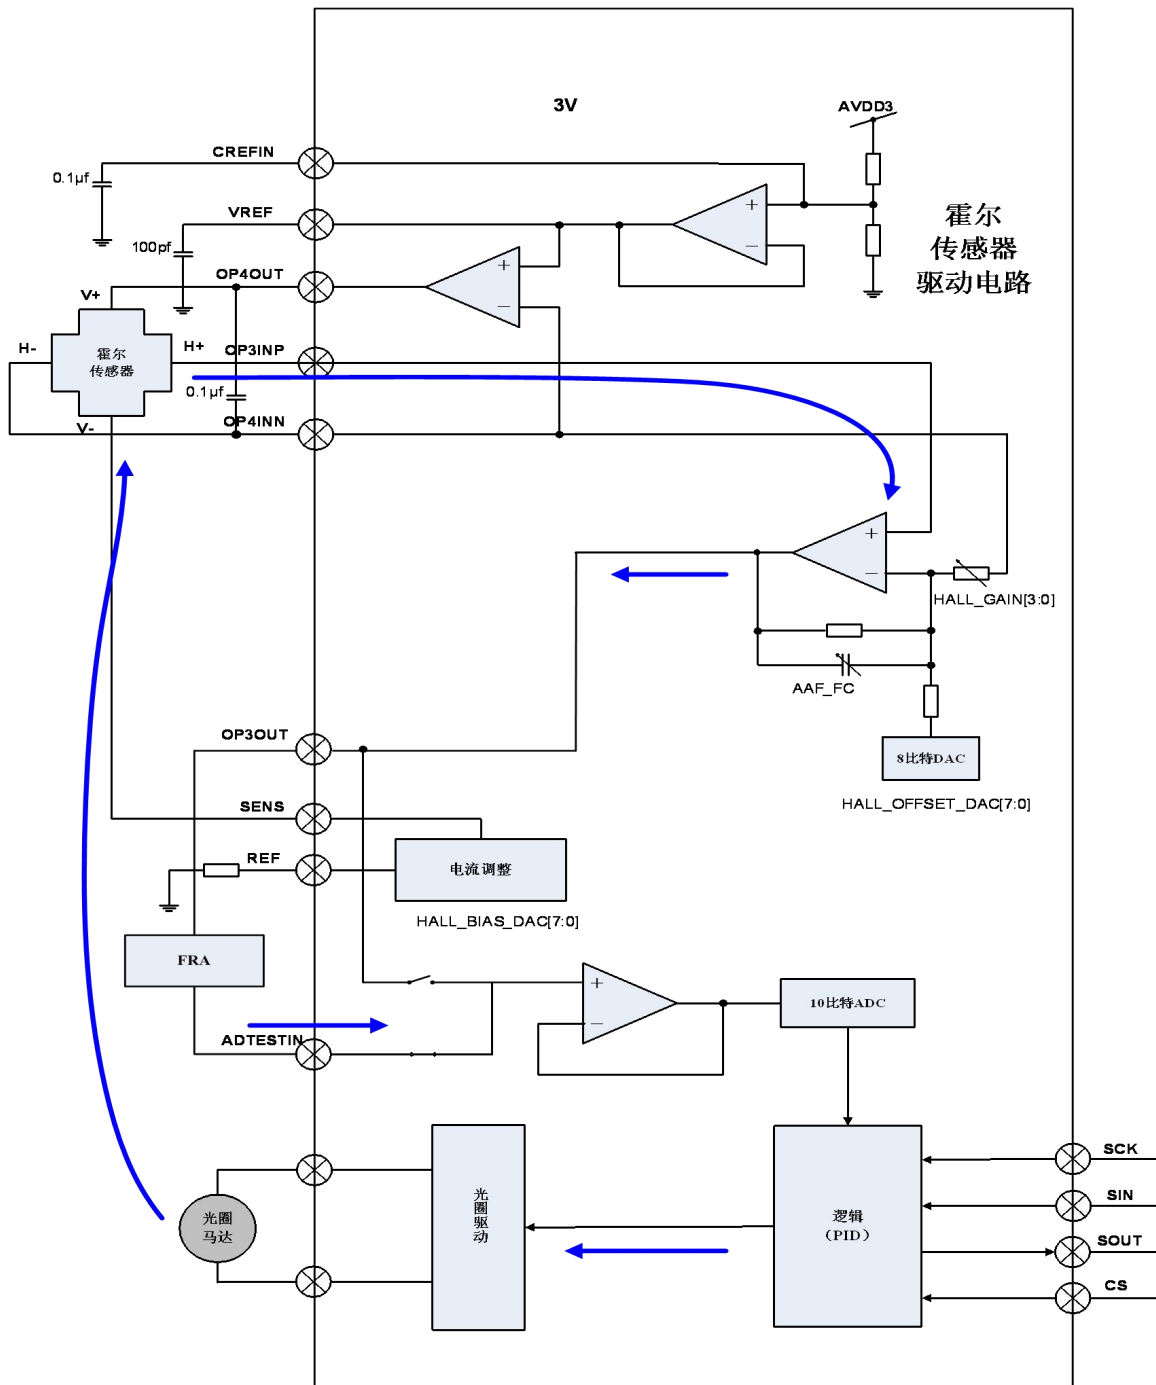 3V
AVDD3
CREFIN
0.1μf
VREF
100pf
霍尔
传感器
驱动电路
OP4OUT
V+
H-
霍尔
传感器
H+
OP3INP
0.1μf
V-
OP4INN
+
−
+
−
+
−
HALL_GAIN[3:0]
AAF_FC
8比特DAC
HALL_OFFSET_DAC[7:0]
OP3OUT
SENS
REF
电流调整
HALL_BIAS_DAC[7:0]
FRA
+
−
10比特ADC
ADTESTIN
光圈
马达
光圈驱动
逻辑
（PID）
SCK
SIN
SOUT
CS